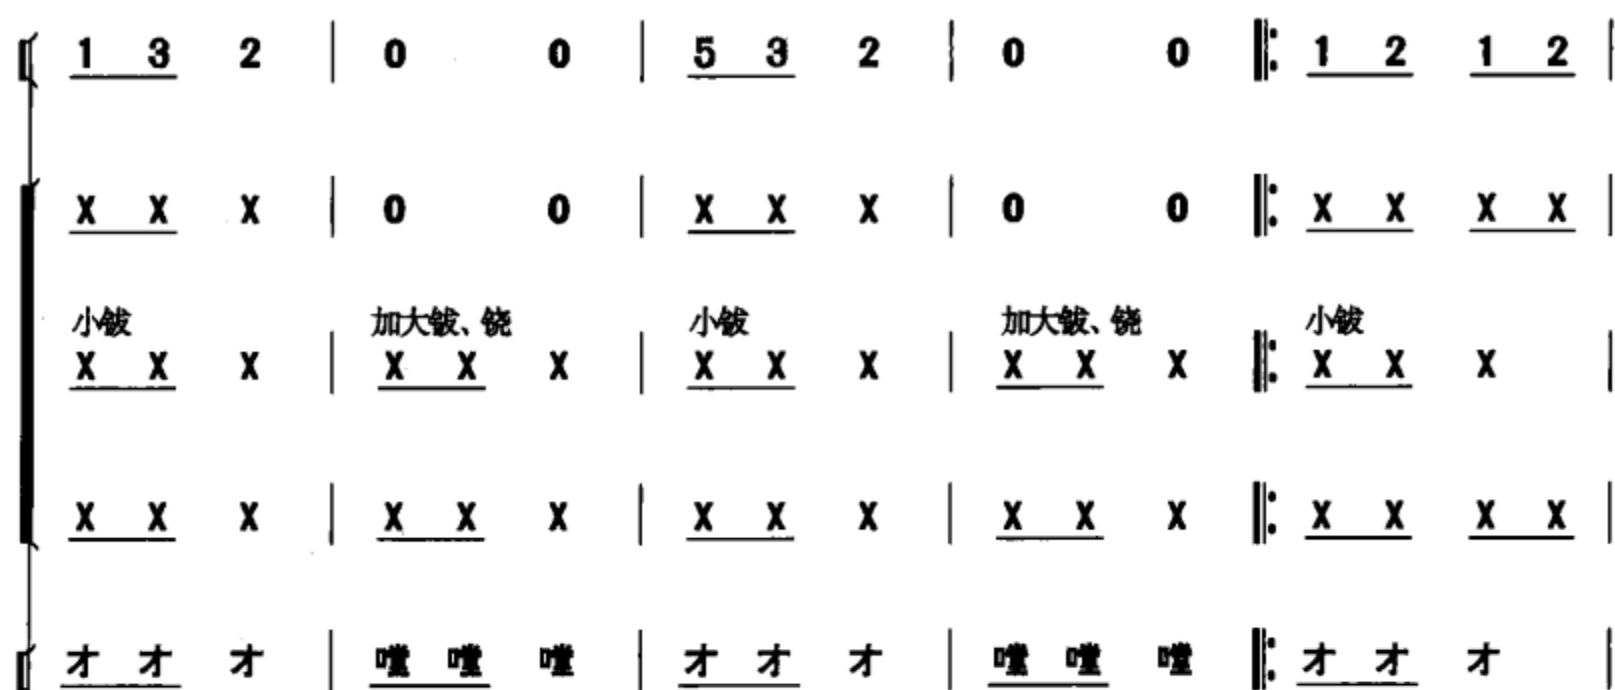 1 3 2 | 0 0 | 5 3 2 | 0 0 |: 1 2 1 2 |
X X X | 0 0 | X X X | 0 0 |: X X X X |
小钹 加大钹、铙 小钹 加大钹、铙 小钹
X X X | X X X | X X X | X X X |: X X X |
X X X | X X X | X X X | X X X |: X X X X |
才 才 才 | 嘡 嘡 嘡 | 才 才 才 | 嘡 嘡 嘡 |: 才 才 才 |